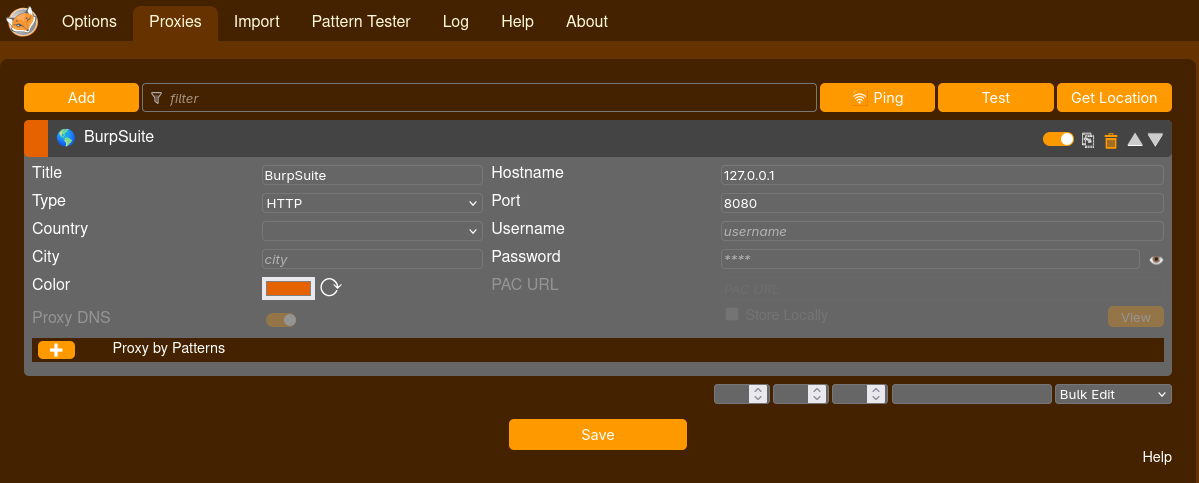 Options Proxies Import Pattern Tester Log Help About
Add filter Ping Test Get Location
BurpSuite
Title BurpSuite Hostname 127.0.0.1
Type HTTP Port 8080
Country Username username
City city Password ****
Color PAC URL PAC URL
Proxy DNS Store Locally View
Proxy by Patterns
Bulk Edit
Save
Help